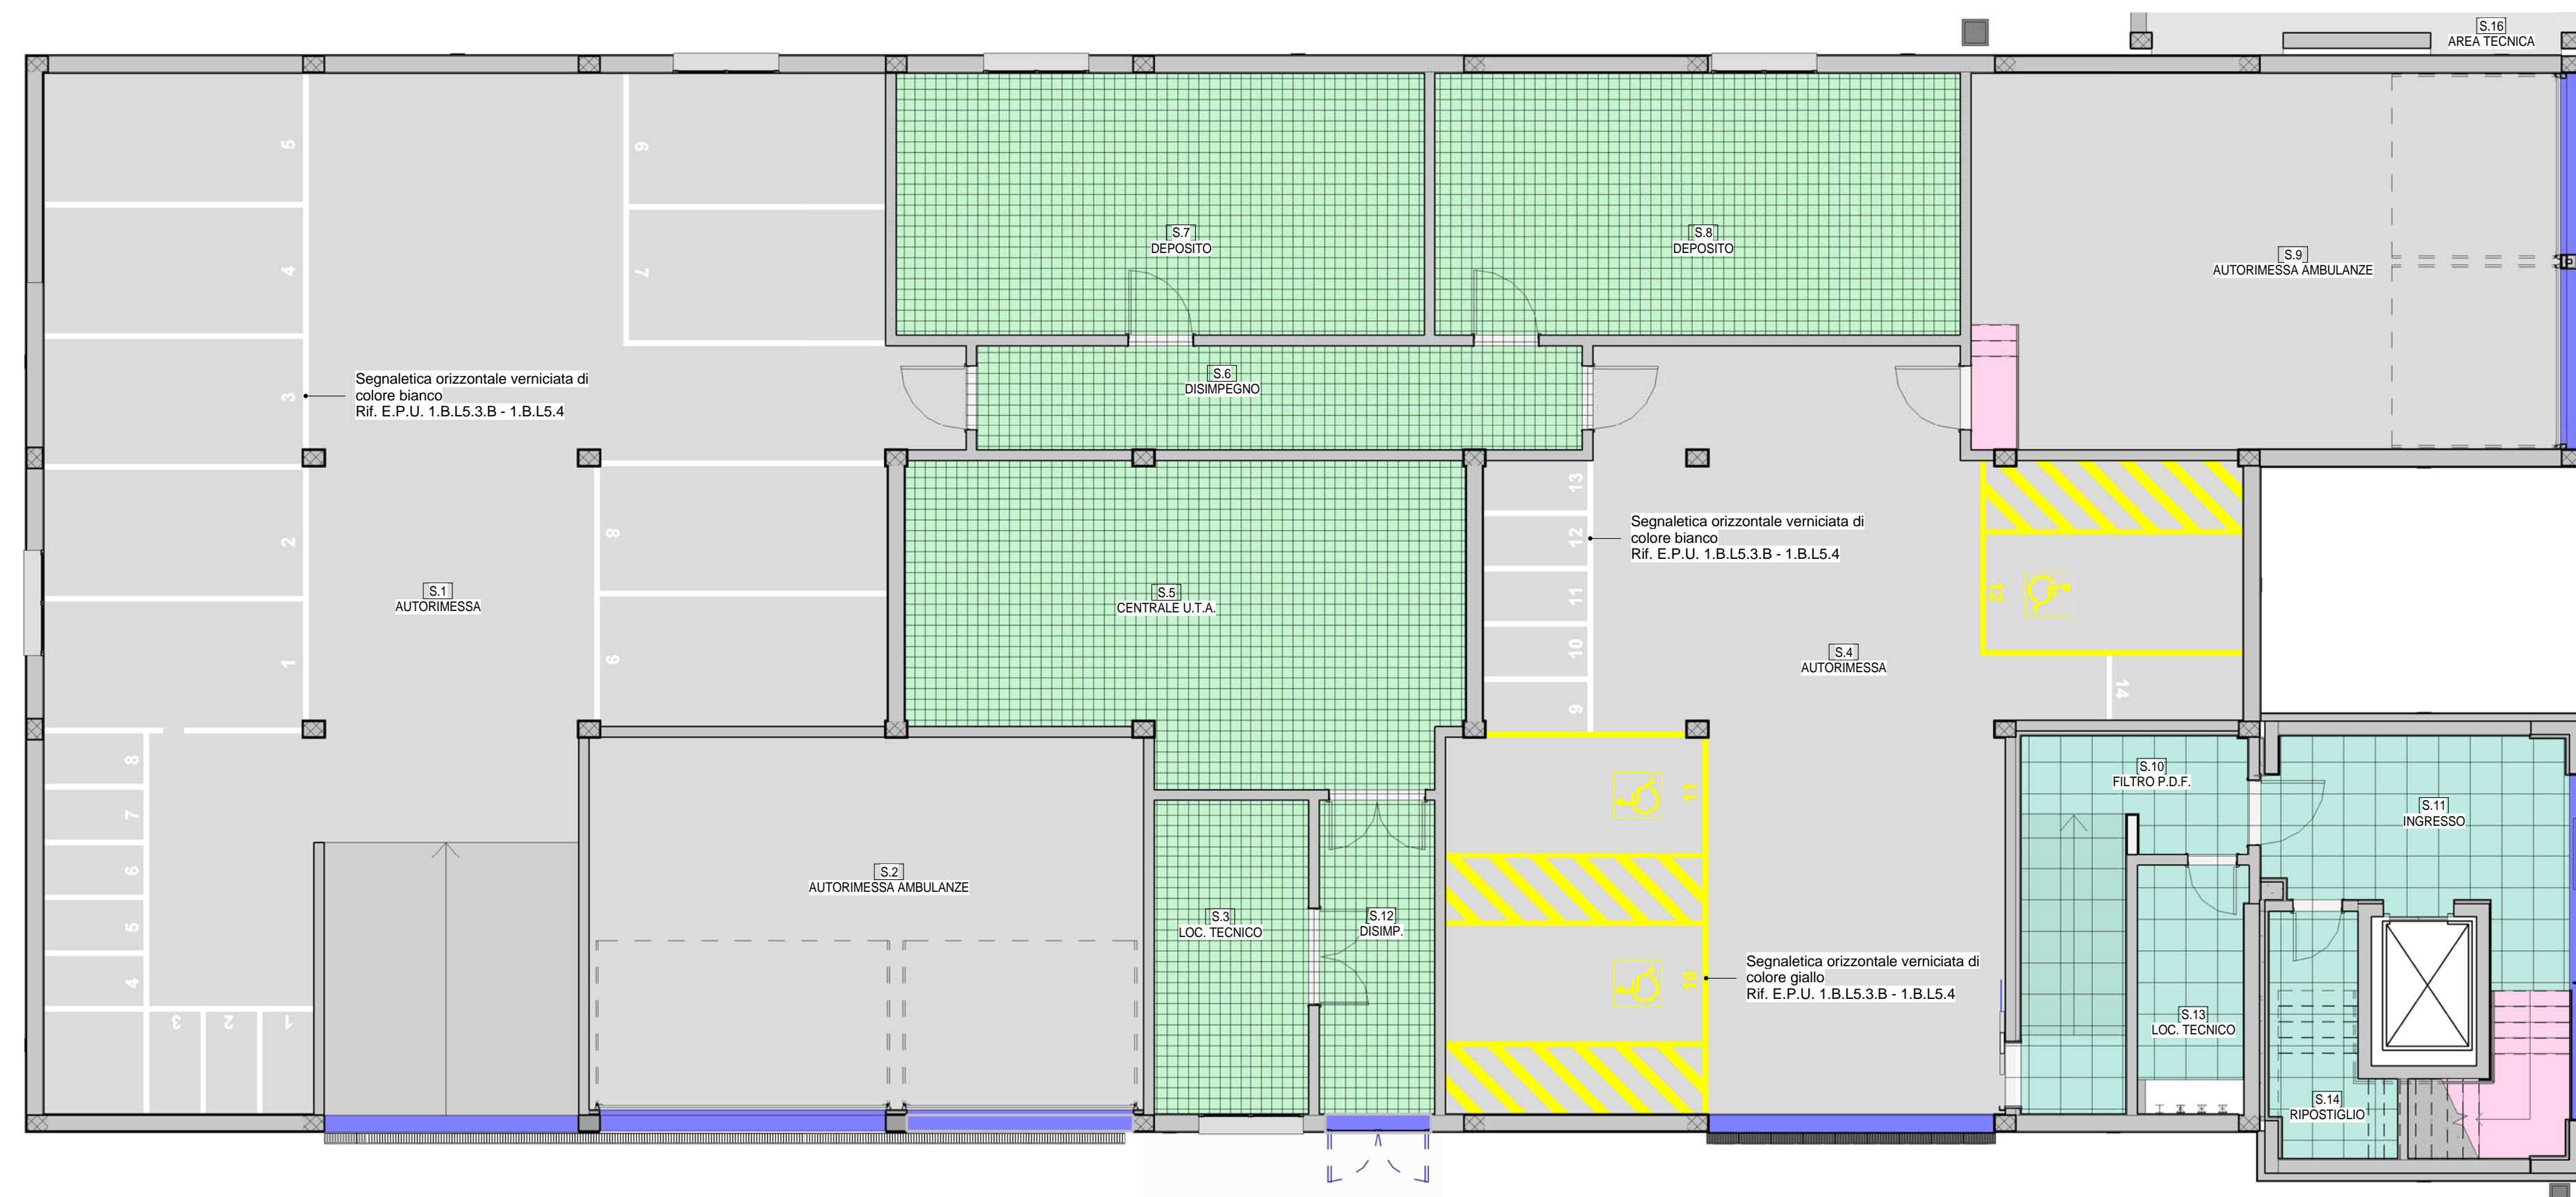 S.16
AREA TECNICA
5
6
4
7
S.7
DEPOSITO
S.8
DEPOSITO
S.9
AUTORIMESSA AMBULANZE
3
Segnaletica orizzontale verniciata di
colore bianco
Rif. E.P.U. 1.B.L5.3.B - 1.B.L5.4
S.6
DISIMPEGNO
2
8
13
12
Segnaletica orizzontale verniciata di
colore bianco
Rif. E.P.U. 1.B.L5.3.B - 1.B.L5.4
S.1
AUTORIMESSA
S.5
CENTRALE U.T.A.
11
12
1
9
10
S.4
AUTORIMESSA
9
14
8
7
6
5
4
3
2
1
S.2
AUTORIMESSA AMBULANZE
S.3
LOC. TECNICO
S.12
DISIMP.
11
10
Segnaletica orizzontale verniciata di
colore giallo
Rif. E.P.U. 1.B.L5.3.B - 1.B.L5.4
S.10
FILTRO P.D.F.
S.11
INGRESSO
S.13
LOC. TECNICO
S.14
RIPOSTIGLIO